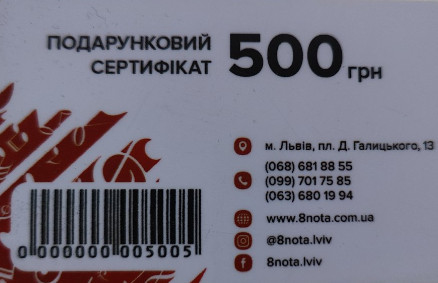 ПОДАРУНКОВИЙ
СЕРТИФІКАТ
500 грн
м. Львів, пл. Д. Галицького, 13
(068) 681 88 55
(099) 701 75 85
(063) 680 19 94
www.8nota.com.ua
@8nota.lviv
8nota.lviv
0 000000 005005